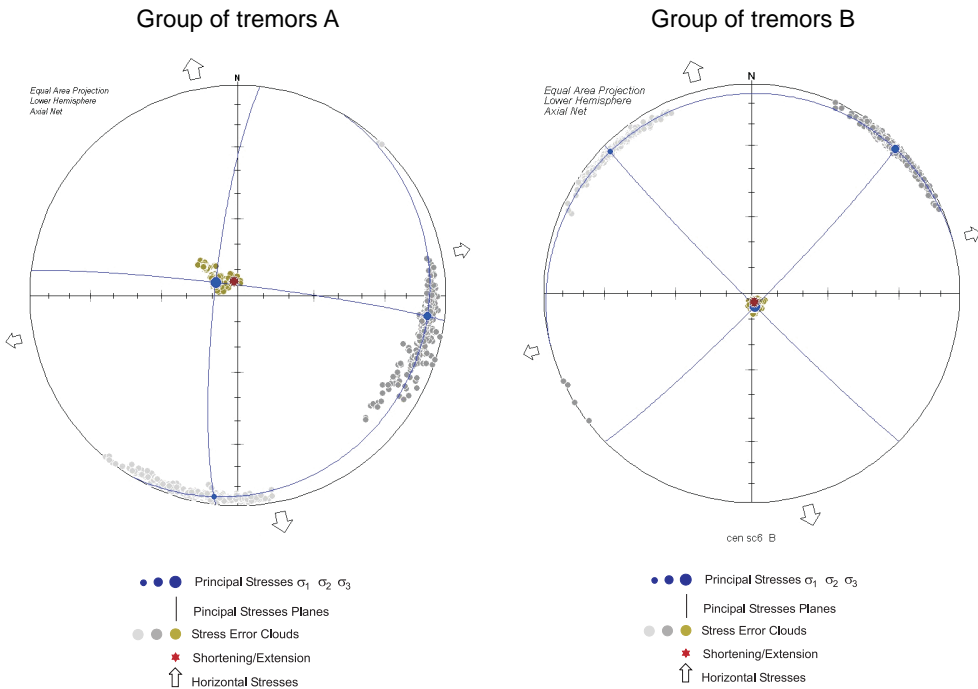 Group of tremors A
Equal Area Projection
Lower Hemisphere
Axial Net
N
Principal Stresses σ1 σ2 σ3
Pincipal Stresses Planes
Stress Error Clouds
Shortening/Extension
Horizontal Stresses
Group of tremors B
Equal Area Projection
Lower Hemisphere
Axial Net
N
cen sc6 B
Principal Stresses σ1 σ2 σ3
Pincipal Stresses Planes
Stress Error Clouds
Shortening/Extension
Horizontal Stresses